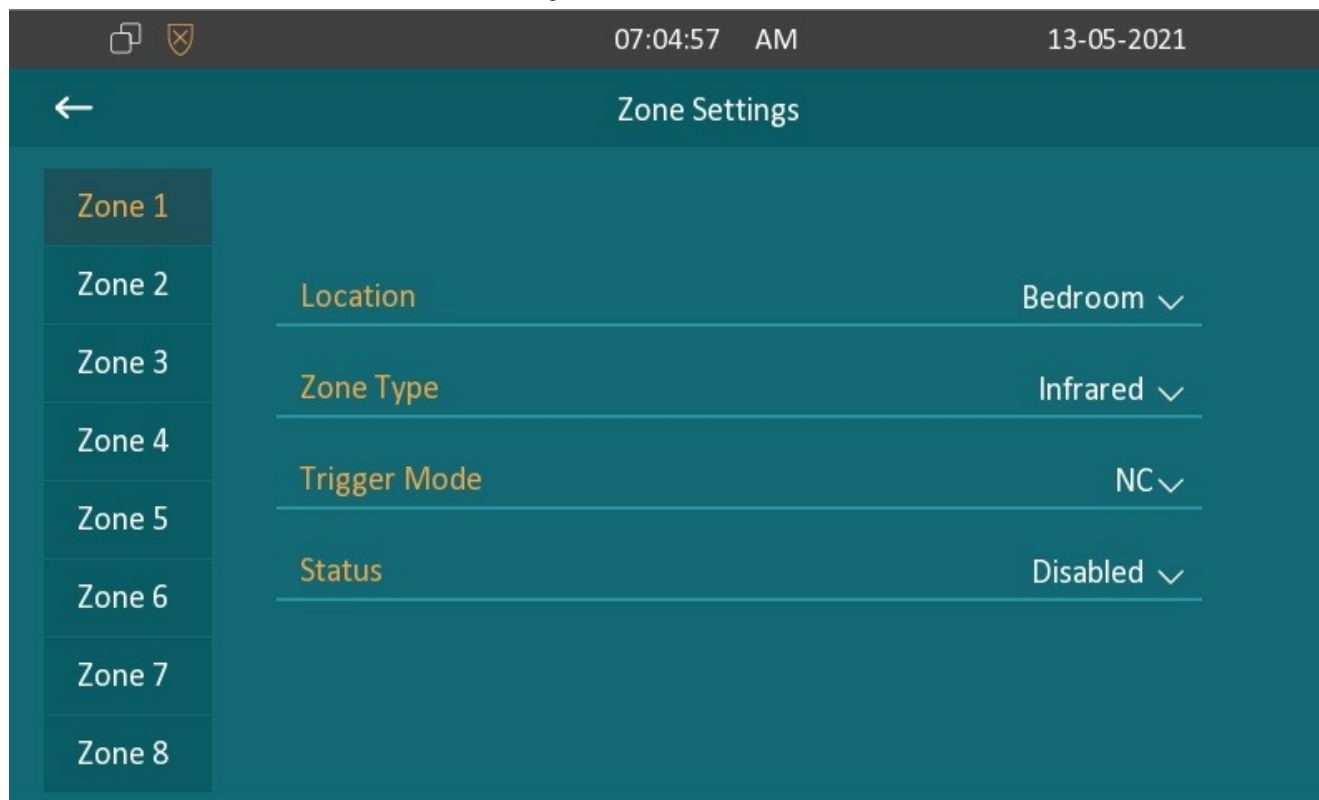 07:04:57 AM 13-05-2021
Zone Settings
Zone 1
Zone 2
Zone 3
Zone 4
Zone 5
Zone 6
Zone 7
Zone 8
Location Bedroom
Zone Type Infrared
Trigger Mode NC
Status Disabled